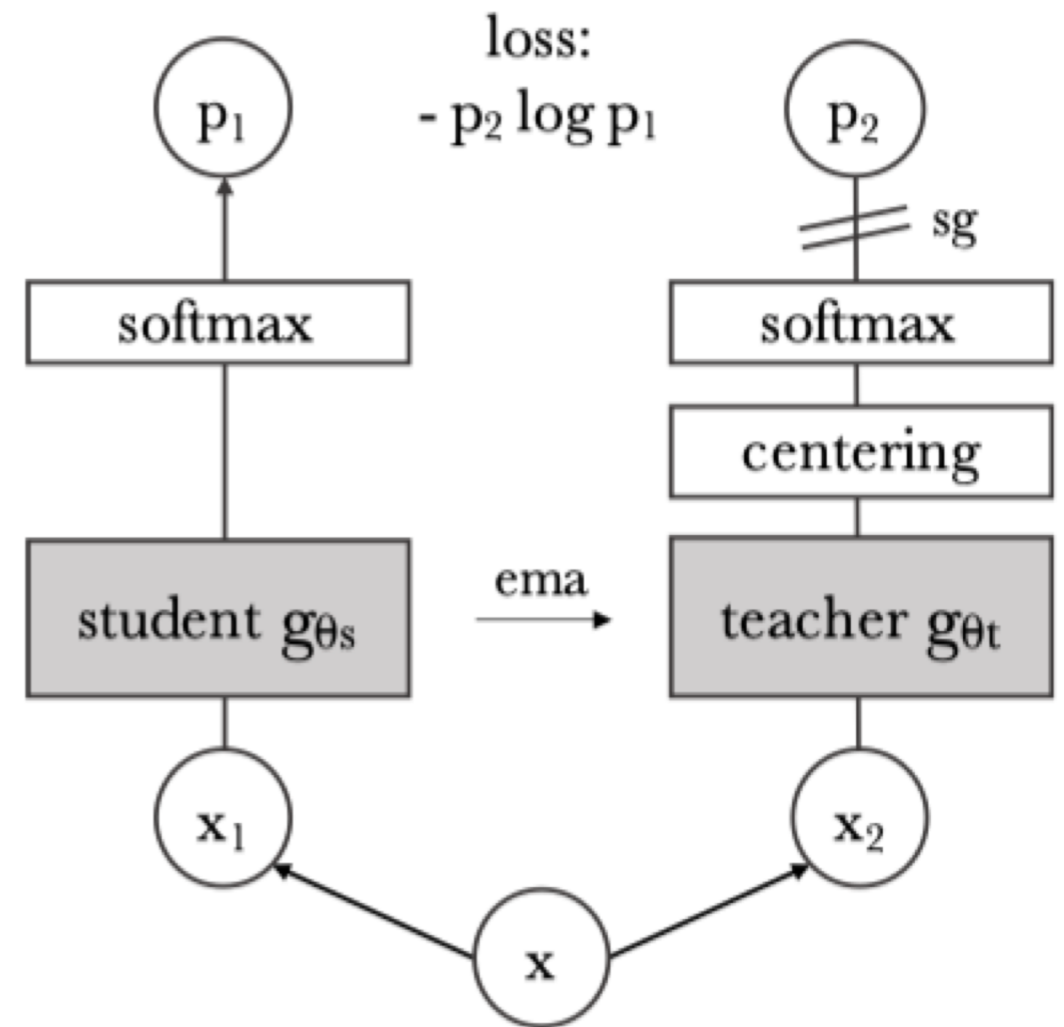 loss:
- p₂ log p₁
p₁
p₂
sg
softmax
softmax
centering
student gθs
ema
teacher gθt
x₁
x₂
x